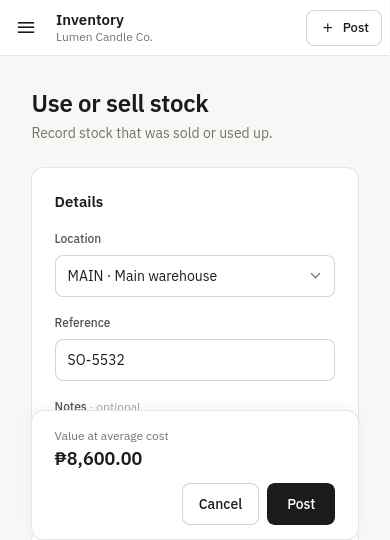 Inventory
Lumen Candle Co.
+ Post
Use or sell stock
Record stock that was sold or used up.
Details
Location
MAIN · Main warehouse
Reference
SO-5532
Notes · optional
Value at average cost
₱8,600.00
Cancel
Post